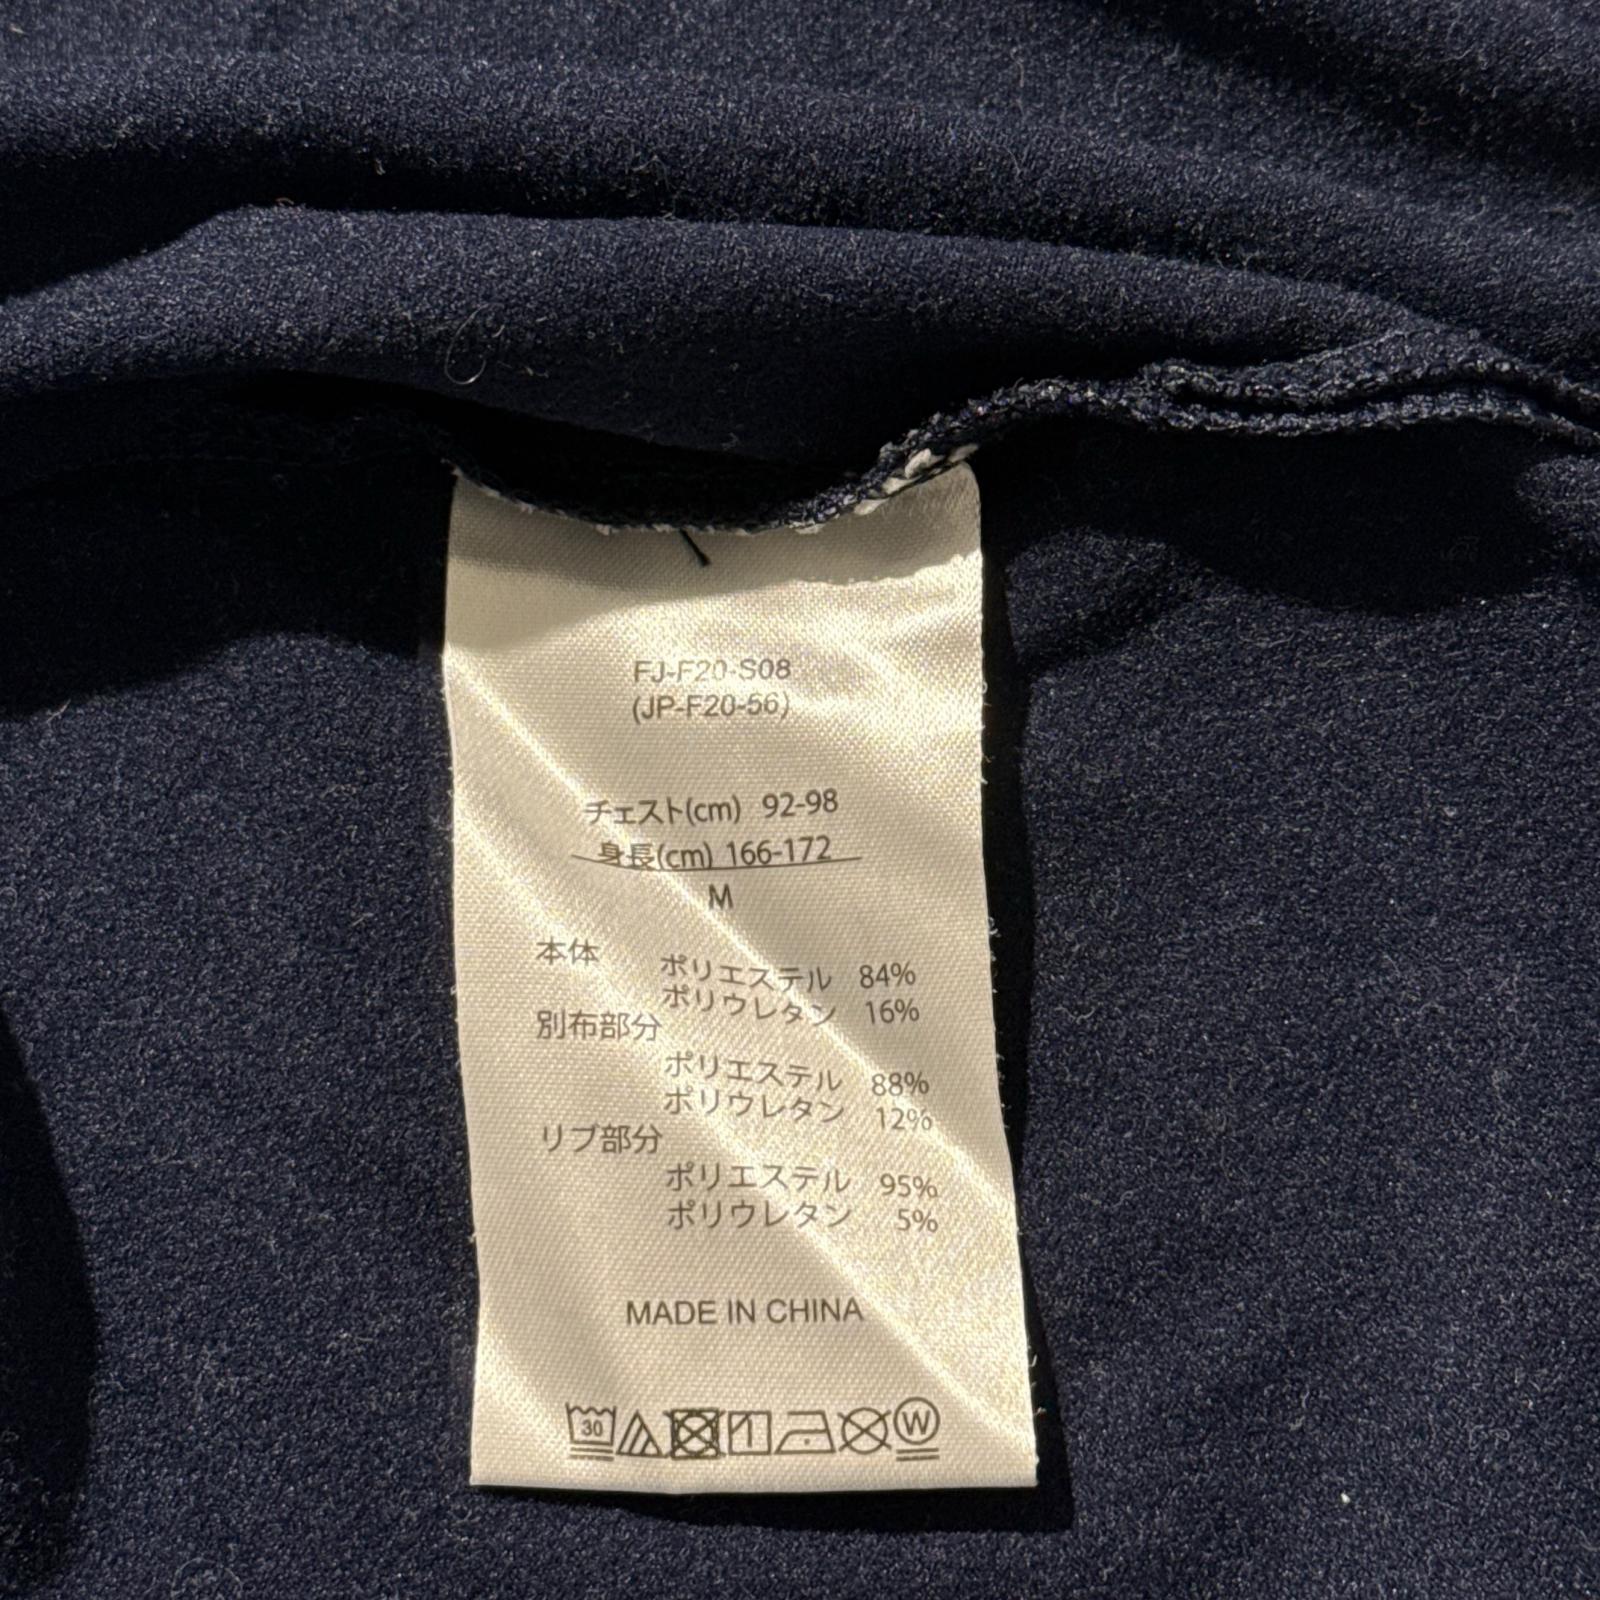 FJ-F20-S08
(JP-F20-56)
チェスト(cm) 92-98
身長(cm) 166-172
M
本体
ポリエステル 84%
ポリウレタン 16%
別布部分
ポリエステル 88%
ポリウレタン 12%
リブ部分
ポリエステル 95%
ポリウレタン 5%
MADE IN CHINA
30 W